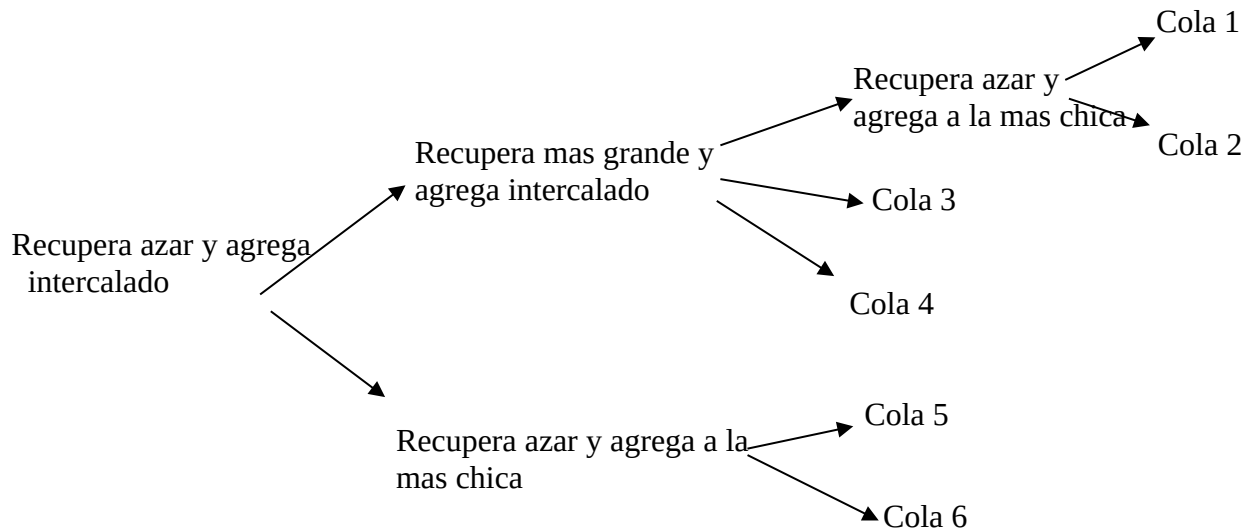 Cola 1
Recupera azar y
agrega a la mas chica
Cola 2
Recupera mas grande y
agrega intercalado
Cola 3
Recupera azar y agrega
intercalado
Cola 4
Cola 5
Recupera azar y agrega a la
mas chica
Cola 6